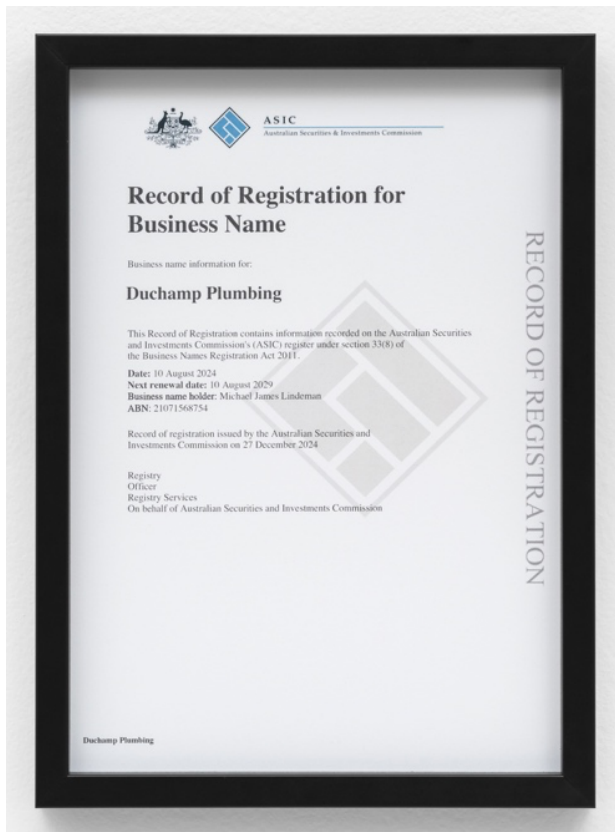 ASIC
Australian Securities & Investments Commission
Record of Registration for
Business Name
Business name information for:
Duchamp Plumbing
This Record of Registration contains information recorded on the Australian Securities
and Investments Commission's (ASIC) register under section 33(8) of
the Business Names Registration Act 2011.
Date: 10 August 2024
Next renewal date: 10 August 2029
Business name holder: Michael James Lindeman
ABN: 21071568754
Record of registration issued by the Australian Securities and
Investments Commission on 27 December 2024
Registry
Officer
Registry Services
On behalf of Australian Securities and Investments Commission
RECORD OF REGISTRATION
Duchamp Plumbing